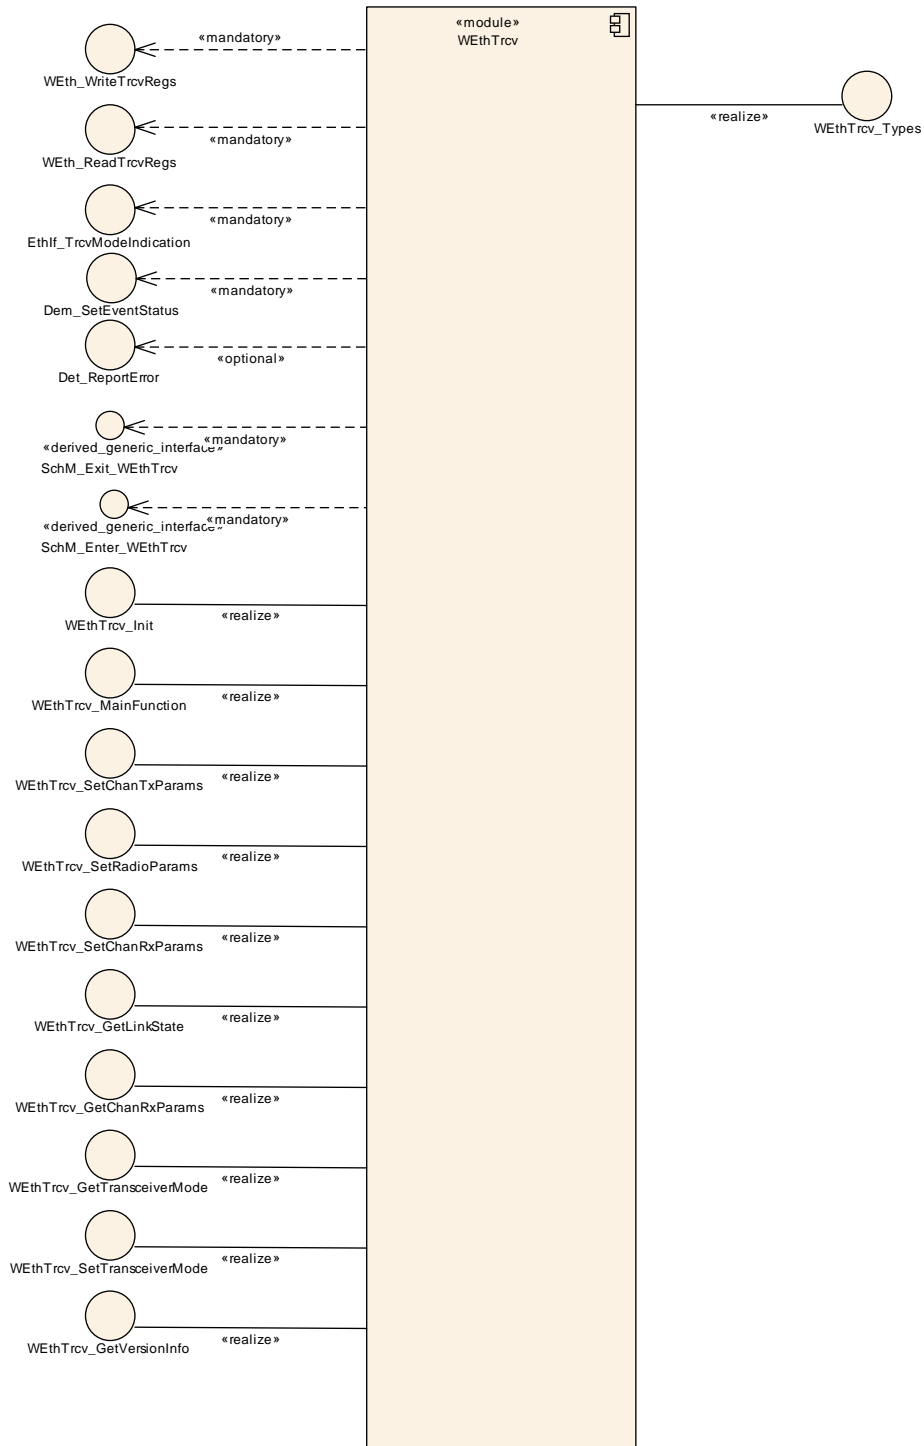 «module»
WEthTrcv
«mandatory»
WEth_WriteTrcvRegs
«realize»
WEthTrcv_Types
«mandatory»
WEth_ReadTrcvRegs
«mandatory»
EthIf_TrcvModeIndication
«mandatory»
Dem_SetEventStatus
«optional»
Det_ReportError
«mandatory»
«derived_generic_interface»
SchM_Exit_WEthTrcv
«mandatory»
«derived_generic_interface»
SchM_Enter_WEthTrcv
«realize»
WEthTrcv_Init
«realize»
WEthTrcv_MainFunction
«realize»
WEthTrcv_SetChanTxParams
«realize»
WEthTrcv_SetRadioParams
«realize»
WEthTrcv_SetChanRxParams
«realize»
WEthTrcv_GetLinkState
«realize»
WEthTrcv_GetChanRxParams
«realize»
WEthTrcv_GetTransceiverMode
«realize»
WEthTrcv_SetTransceiverMode
«realize»
WEthTrcv_GetVersionInfo